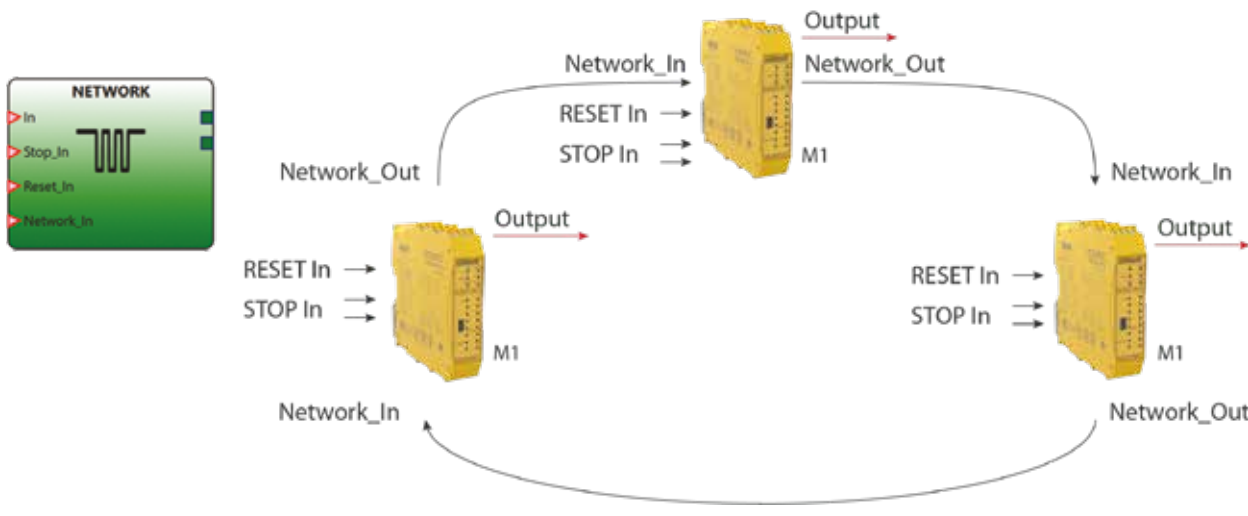 NETWORK
In
Stop_In
Reset_In
Network_In
Output
Network_In
Network_Out
RESET In
STOP In
M1
Network_Out
Network_In
Output
RESET In
STOP In
M1
Output
RESET In
STOP In
M1
Network_In
Network_Out